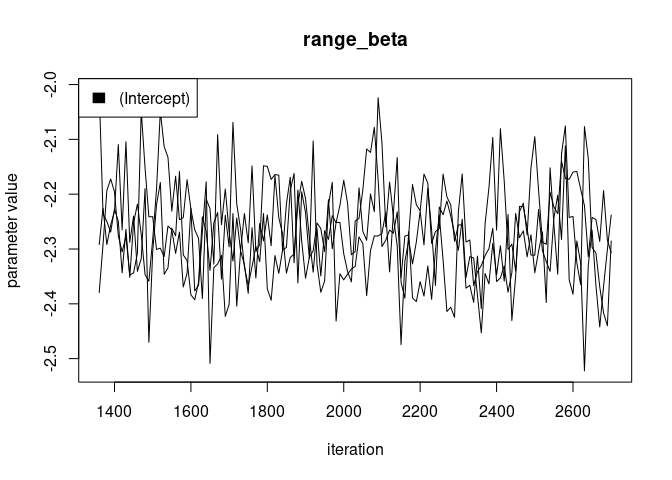 range_beta
(Intercept)
parameter value
-2.0
-2.1
-2.2
-2.3
-2.4
-2.5
1400 1600 1800 2000 2200 2400 2600
iteration